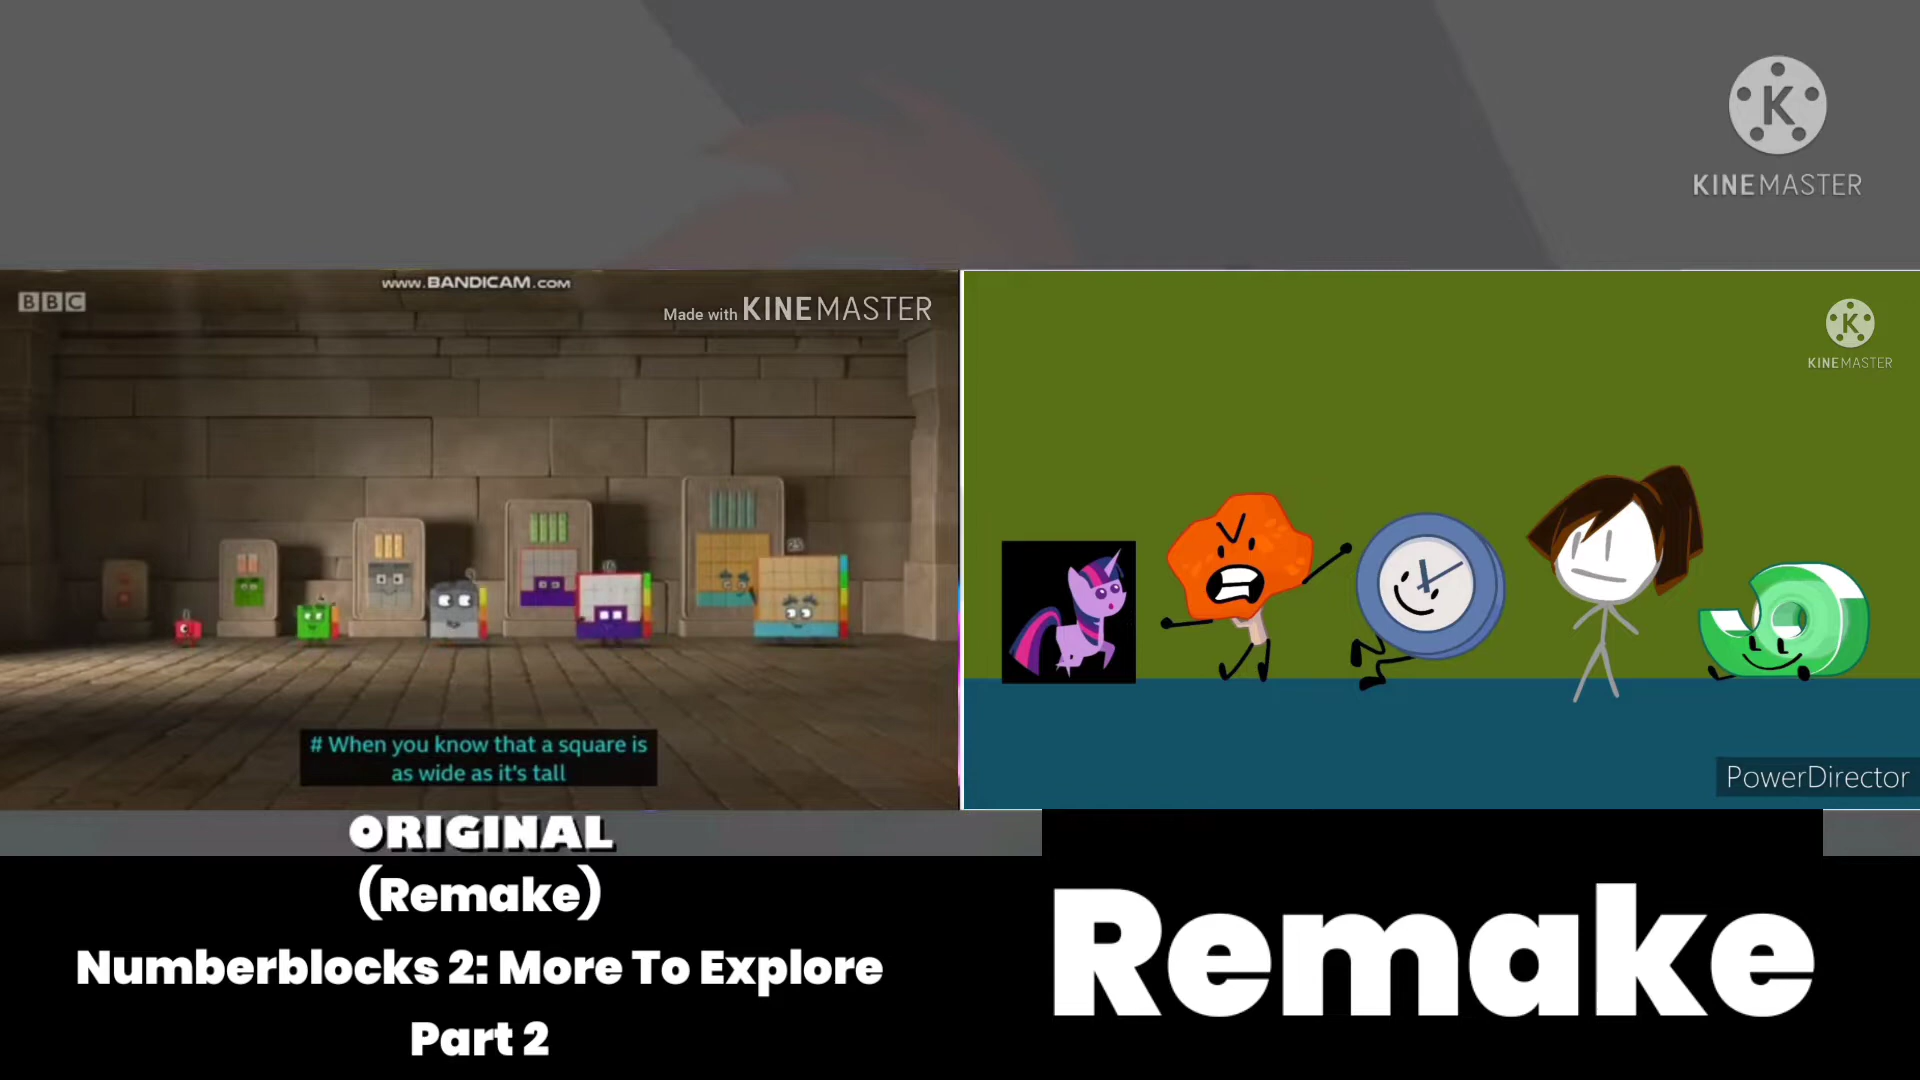 K
KINEMASTER
www.BANDICAM.com
BBC
Made with KINEMASTER
K
KINEMASTER
25
# When you know that a square is
as wide as it's tall
PowerDirector
ORIGINAL
(Remake)
Numberblocks 2: More To Explore
Part 2
Remake